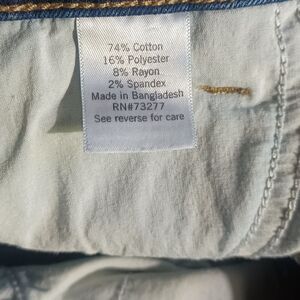 74% Cotton
16% Polyester
8% Rayon
2% Spandex
Made in Bangladesh
RN#73277
See reverse for care